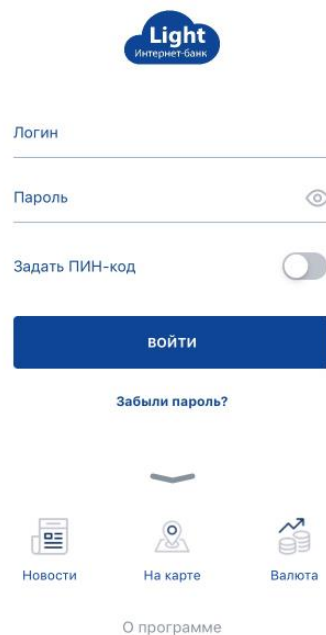 Light
Интернет-банк
Логин
Пароль
Задать ПИН-код
ВОЙТИ
Забыли пароль?
Новости
На карте
Валюта
О программе